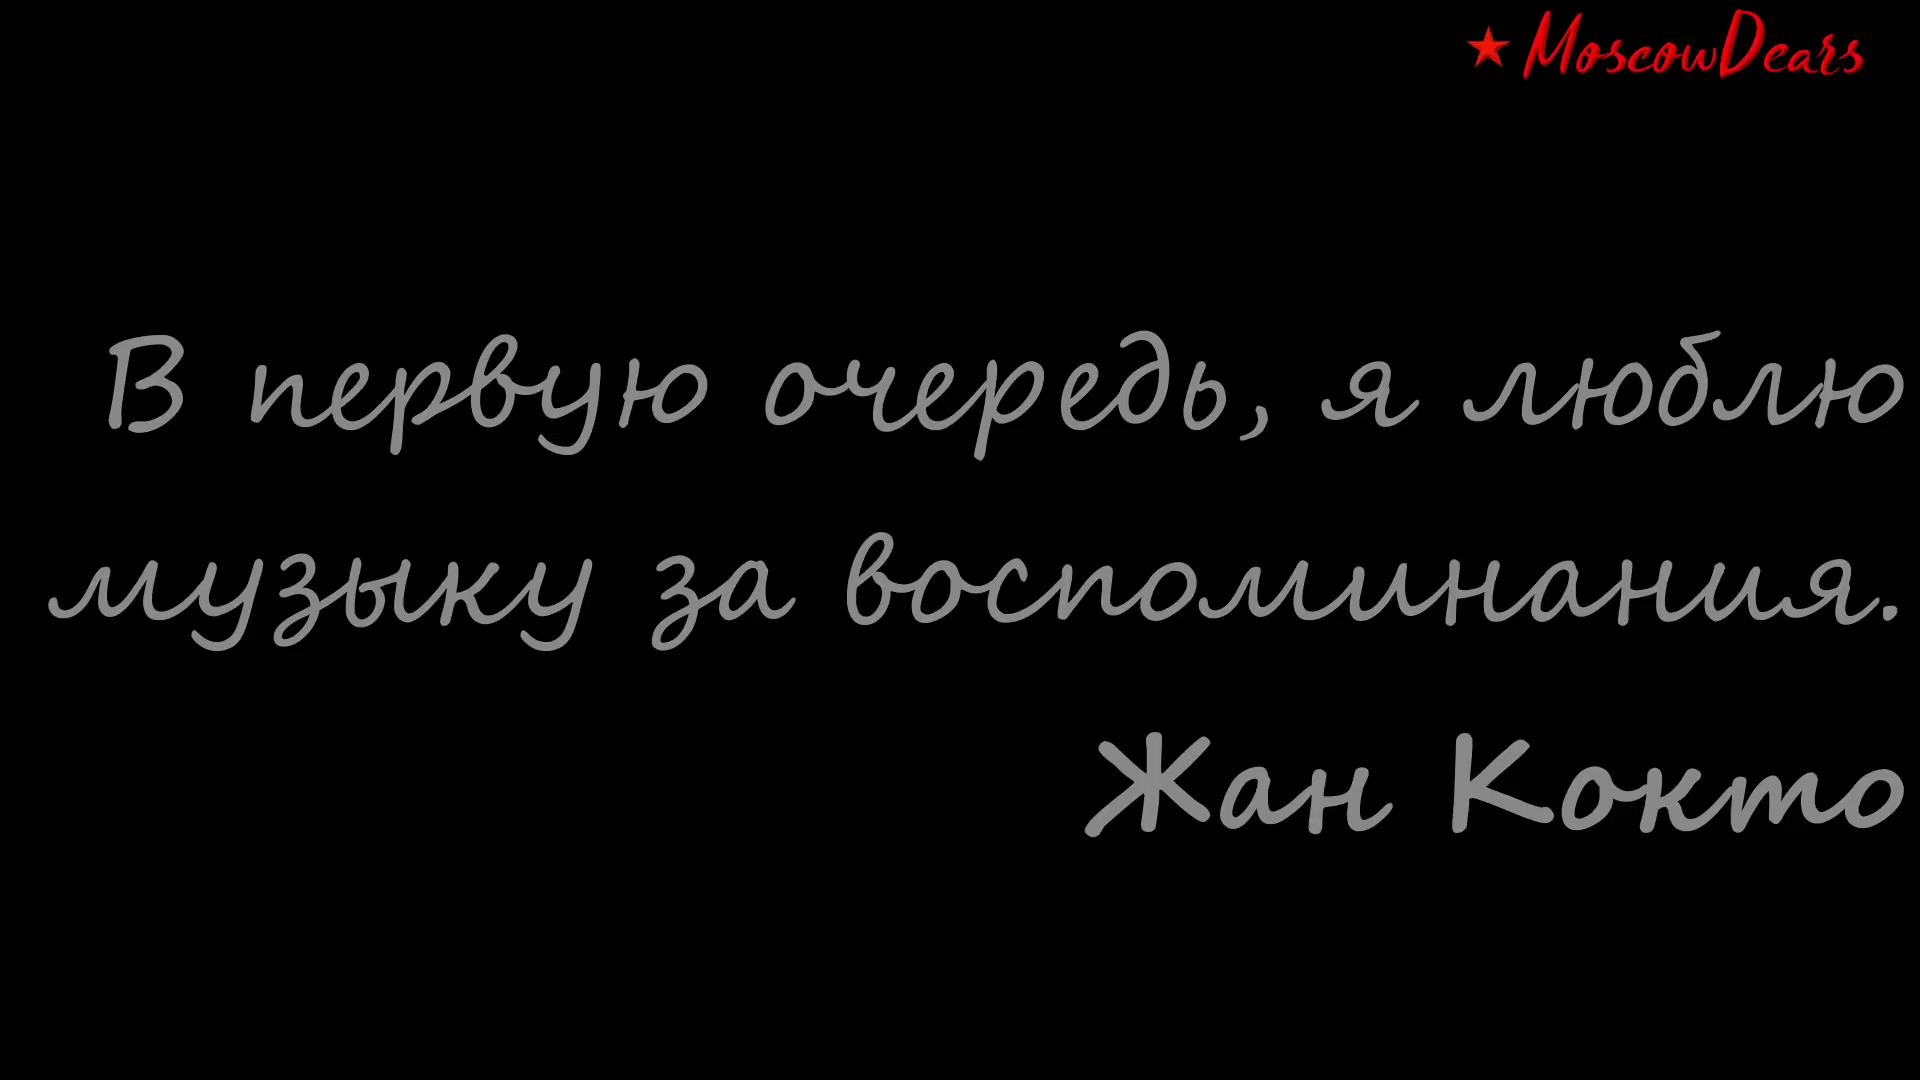 ★ MoscowDears
В первую очередь, я люблю
музыку за воспоминания.
Жан Кокто